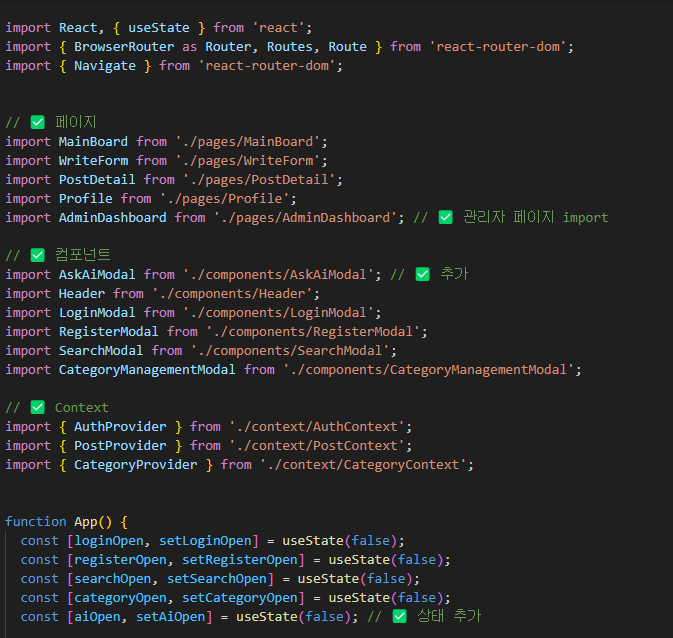 import React, { useState } from 'react';
import { BrowserRouter as Router, Routes, Route } from 'react-router-dom';
import { Navigate } from 'react-router-dom';
// ✅ 페이지
import MainBoard from './pages/MainBoard';
import WriteForm from './pages/WriteForm';
import PostDetail from './pages/PostDetail';
import Profile from './pages/Profile';
import AdminDashboard from './pages/AdminDashboard'; // ✅ 관리자 페이지 import
// ✅ 컴포넌트
import AskAiModal from './components/AskAiModal'; // ✅ 추가
import Header from './components/Header';
import LoginModal from './components/LoginModal';
import RegisterModal from './components/RegisterModal';
import SearchModal from './components/SearchModal';
import CategoryManagementModal from './components/CategoryManagementModal';
// ✅ Context
import { AuthProvider } from './context/AuthContext';
import { PostProvider } from './context/PostContext';
import { CategoryProvider } from './context/CategoryContext';
function App() {
const [loginOpen, setLoginOpen] = useState(false);
const [registerOpen, setRegisterOpen] = useState(false);
const [searchOpen, setSearchOpen] = useState(false);
const [categoryOpen, setCategoryOpen] = useState(false);
const [aiOpen, setAiOpen] = useState(false); // ✅ 상태 추가